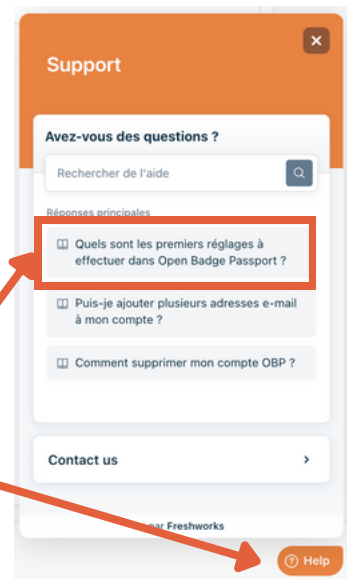 Support
Avez-vous des questions ?
Rechercher de l'aide
Réponses principales
Quels sont les premiers réglages à
effectuer dans Open Badge Passport ?
Puis-je ajouter plusieurs adresses e-mail
à mon compte ?
Comment supprimer mon compte OBP ?
Contact us
par Freshworks
Help